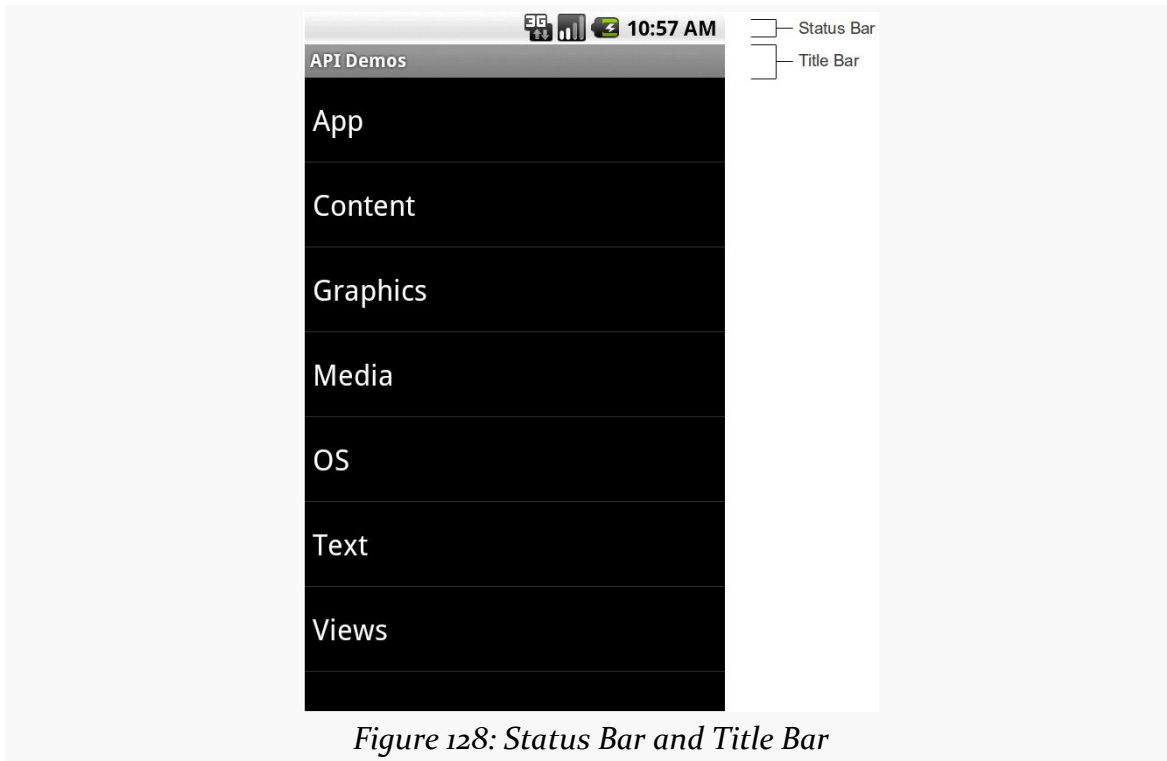 3G 10:57 AM
Status Bar
API Demos
Title Bar
App
Content
Graphics
Media
OS
Text
Views
Figure 128: Status Bar and Title Bar